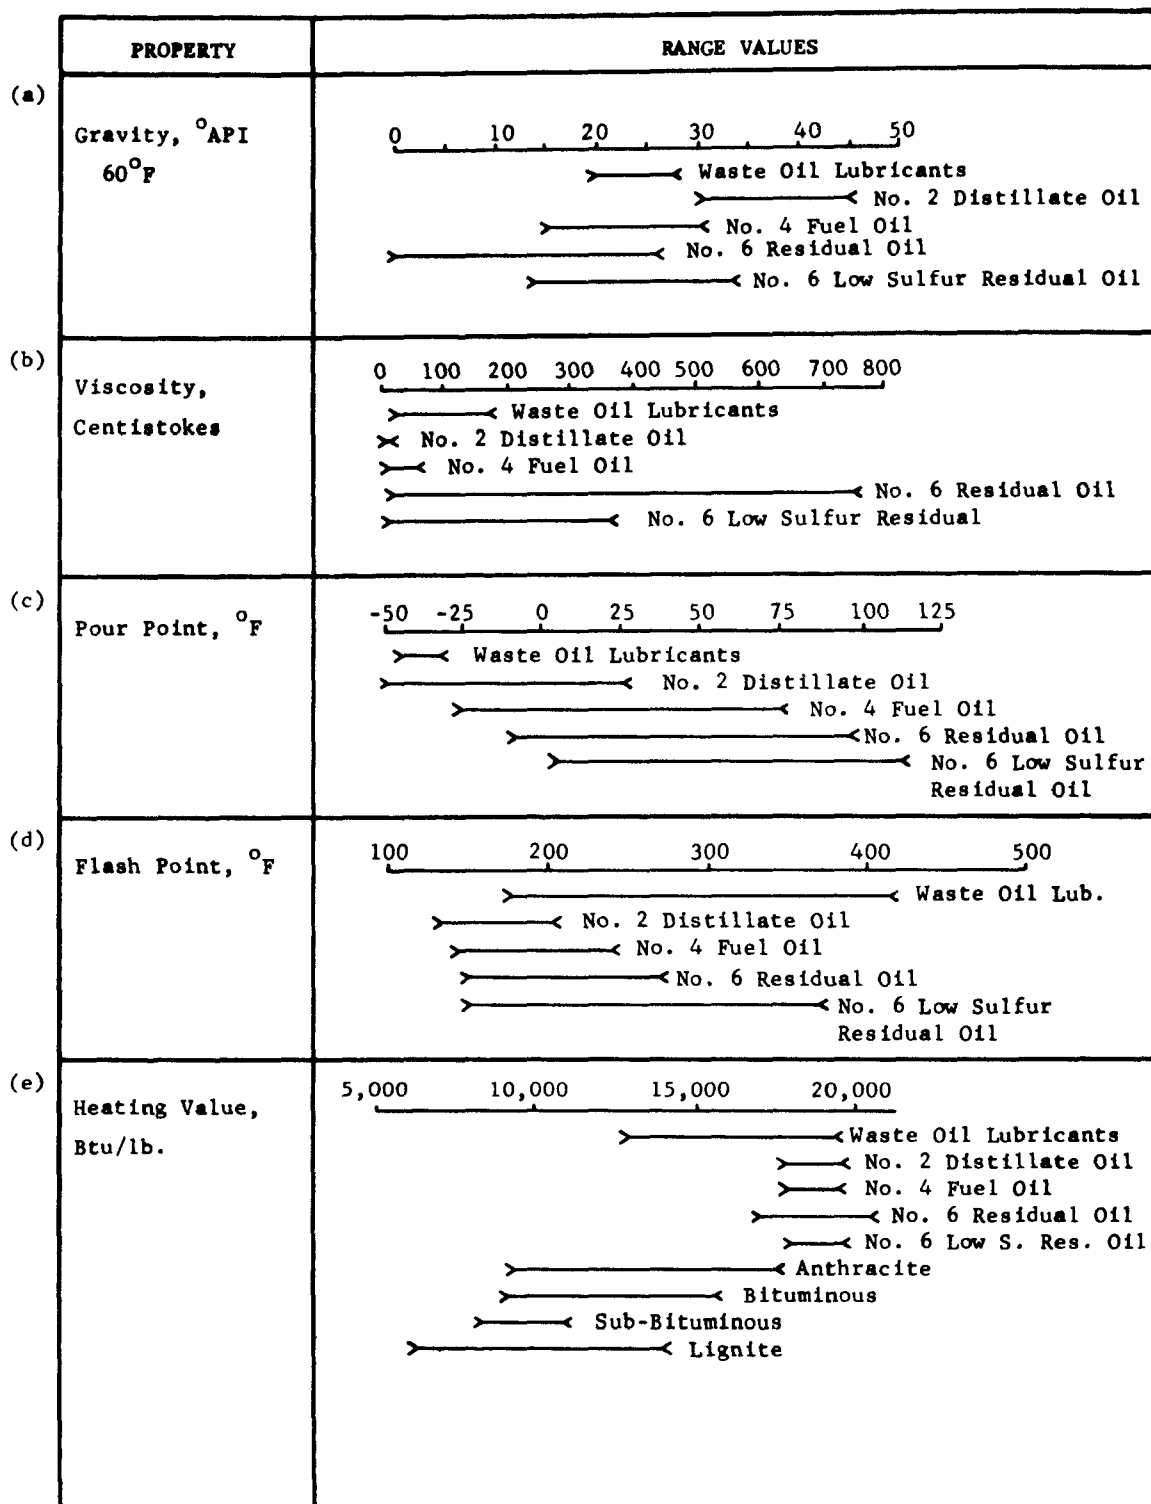 PROPERTY RANGE VALUES
(a)
Gravity, °API
60°F
0 10 20 30 40 50
Waste Oil Lubricants
No. 2 Distillate Oil
No. 4 Fuel Oil
No. 6 Residual Oil
No. 6 Low Sulfur Residual Oil
(b)
Viscosity,
Centistokes
0 100 200 300 400 500 600 700 800
Waste Oil Lubricants
No. 2 Distillate Oil
No. 4 Fuel Oil
No. 6 Residual Oil
No. 6 Low Sulfur Residual
(c)
Pour Point, °F
-50 -25 0 25 50 75 100 125
Waste Oil Lubricants
No. 2 Distillate Oil
No. 4 Fuel Oil
No. 6 Residual Oil
No. 6 Low Sulfur
Residual Oil
(d)
Flash Point, °F
100 200 300 400 500
Waste Oil Lub.
No. 2 Distillate Oil
No. 4 Fuel Oil
No. 6 Residual Oil
No. 6 Low Sulfur
Residual Oil
(e)
Heating Value,
Btu/lb.
5,000 10,000 15,000 20,000
Waste Oil Lubricants
No. 2 Distillate Oil
No. 4 Fuel Oil
No. 6 Residual Oil
No. 6 Low S. Res. Oil
Anthracite
Bituminous
Sub-Bituminous
Lignite